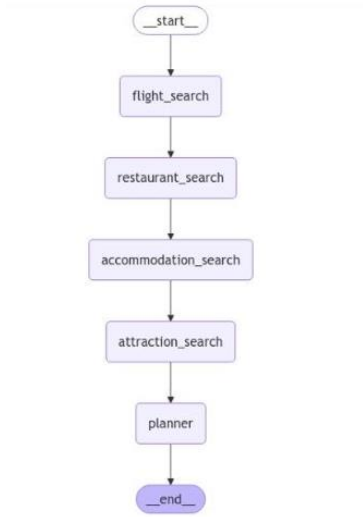 __start__
flight_search
restaurant_search
accommodation_search
attraction_search
planner
__end__